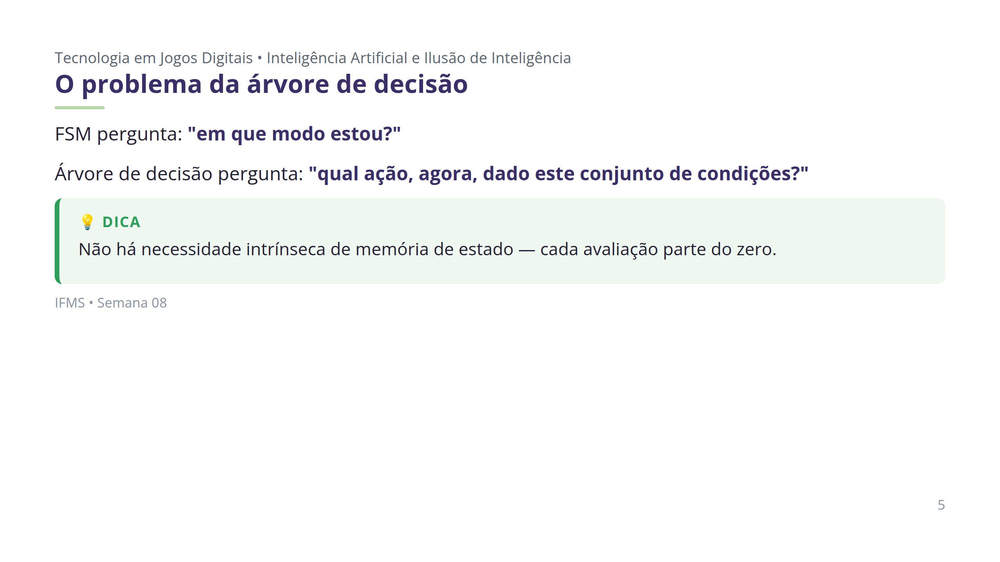 Tecnologia em Jogos Digitais • Inteligência Artificial e Ilusão de Inteligência
O problema da árvore de decisão
FSM pergunta: "em que modo estou?"
Árvore de decisão pergunta: "qual ação, agora, dado este conjunto de condições?"
💡 DICA
Não há necessidade intrínseca de memória de estado — cada avaliação parte do zero.
IFMS • Semana 08
5